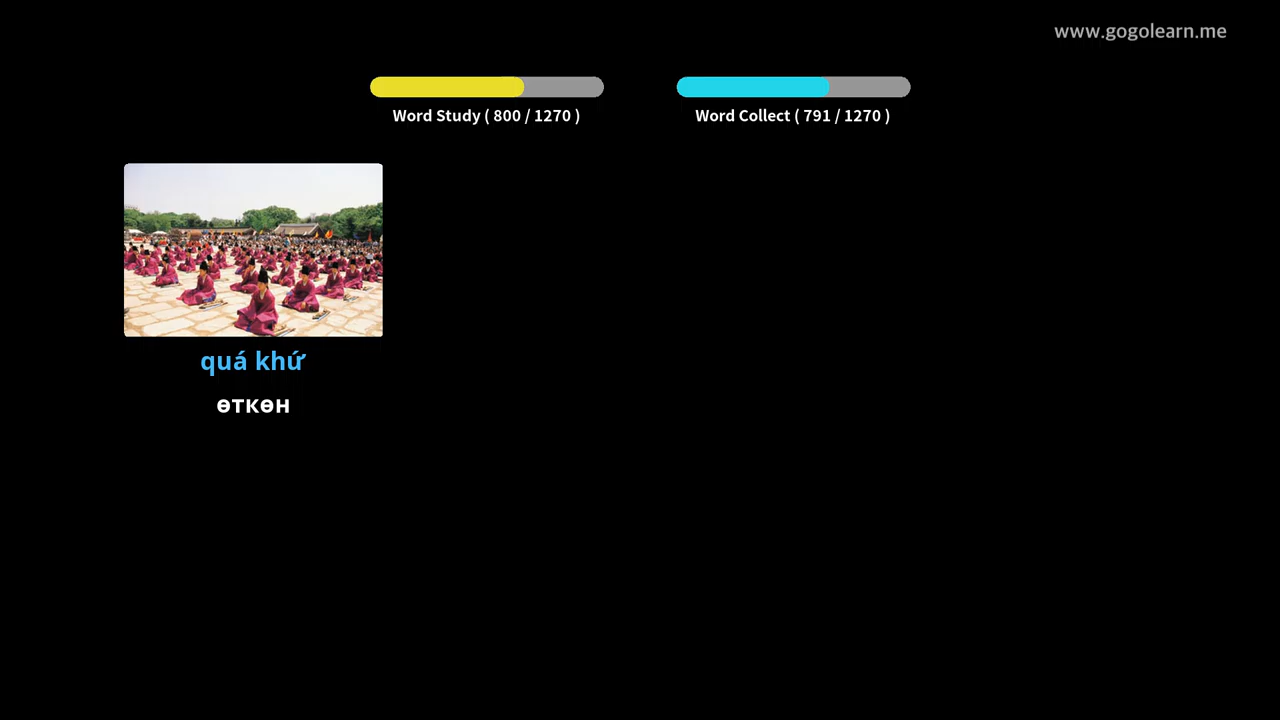 www.gogolearn.me
Word Study ( 800 / 1270 )
Word Collect ( 791 / 1270 )
quá khứ
өткөн